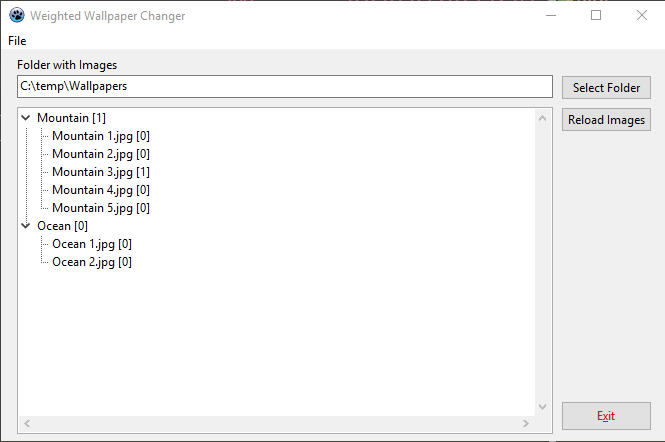 Weighted Wallpaper Changer
File
Folder with Images
C:\temp\Wallpapers
Select Folder
Reload Images
Mountain [1]
Mountain 1.jpg [0]
Mountain 2.jpg [0]
Mountain 3.jpg [1]
Mountain 4.jpg [0]
Mountain 5.jpg [0]
Ocean [0]
Ocean 1.jpg [0]
Ocean 2.jpg [0]
Exit